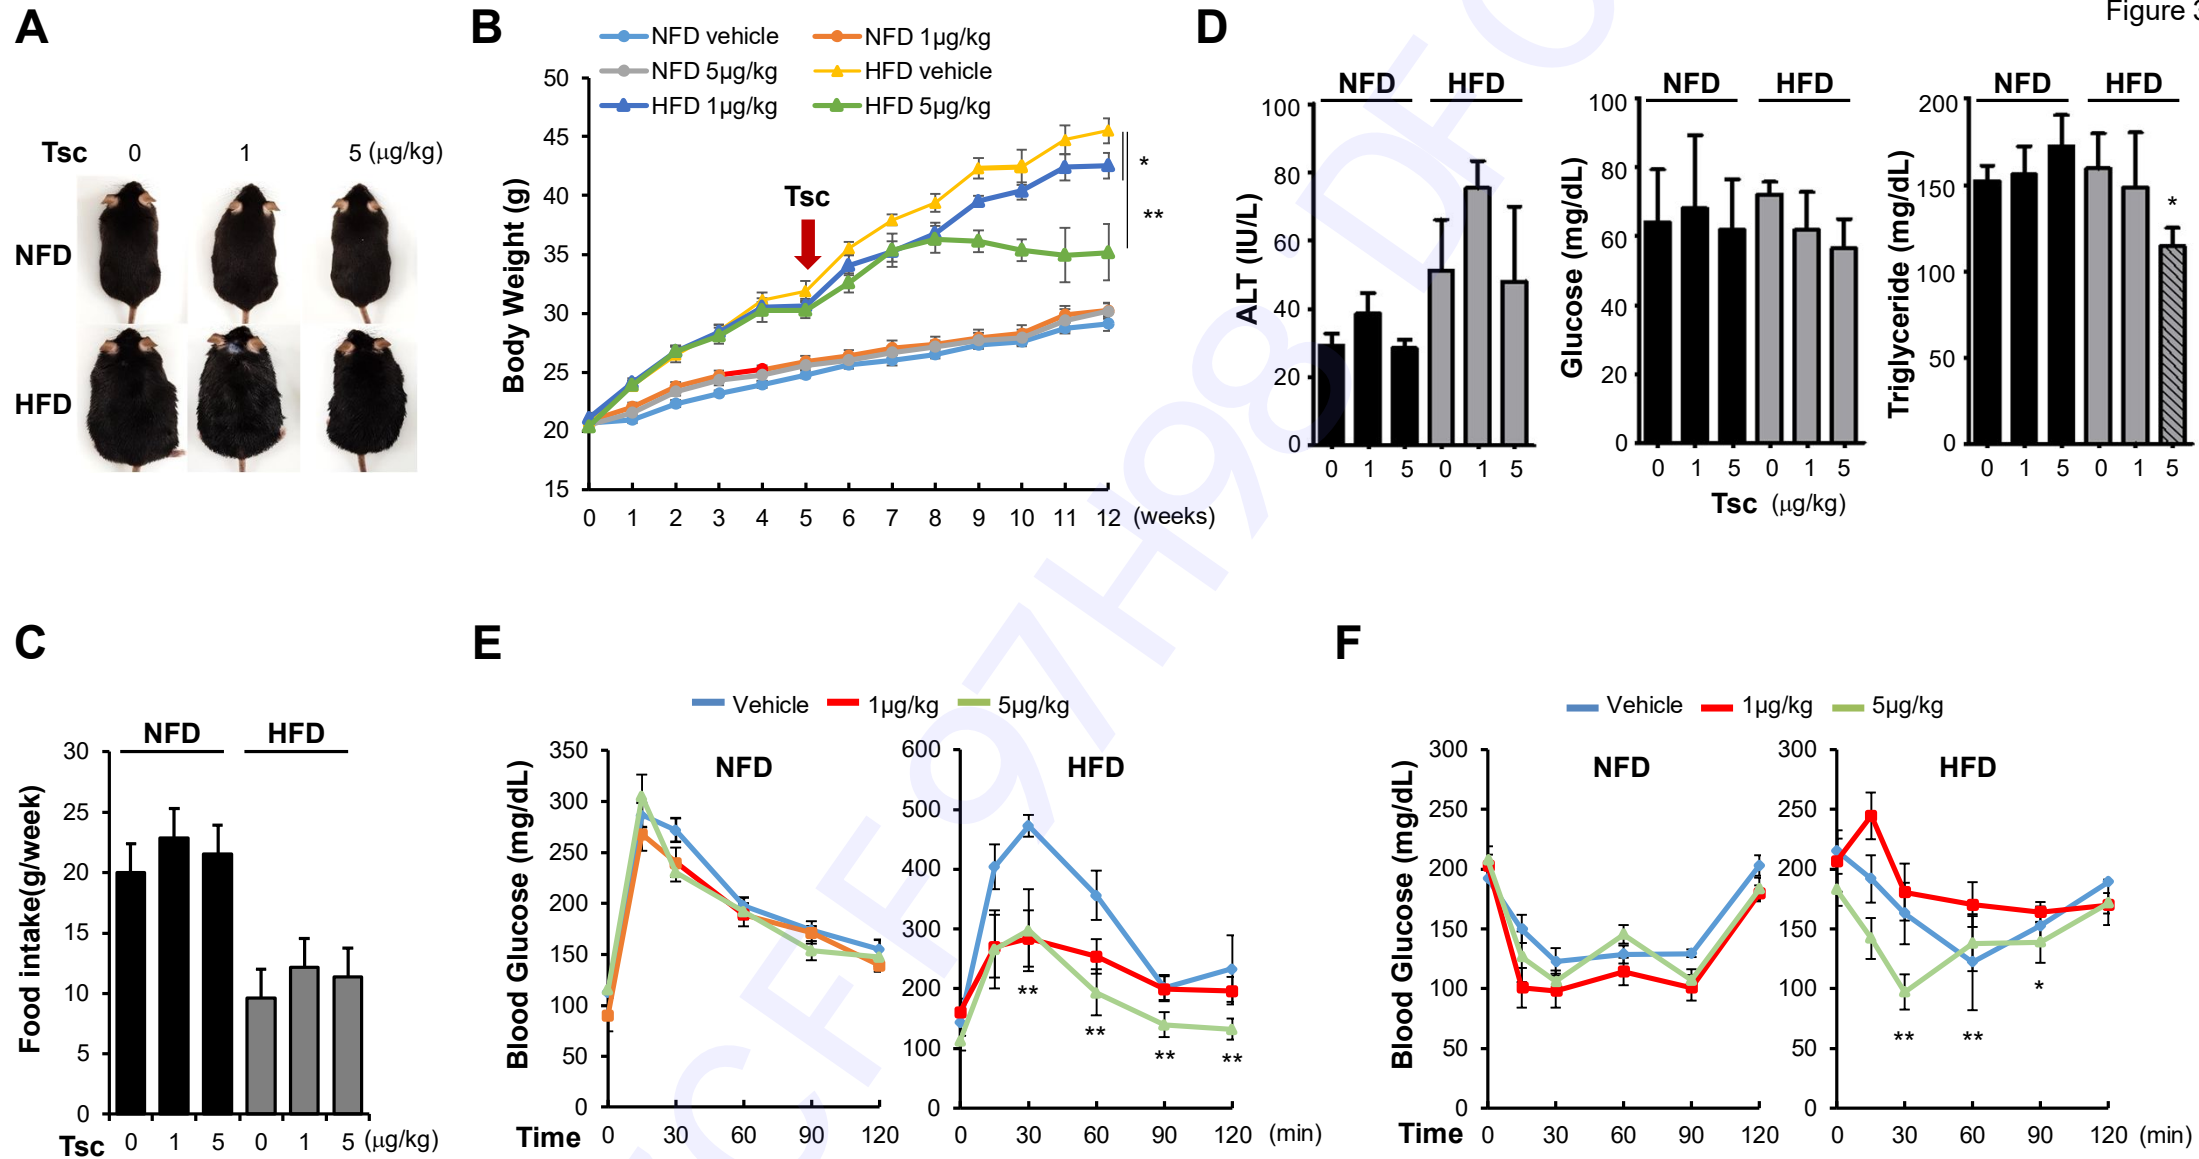 Figure 3
A
Tsc 0 1 5 (μg/kg)
NFD
HFD
B
NFD vehicle NFD 1μg/kg
NFD 5μg/kg HFD vehicle
HFD 1μg/kg HFD 5μg/kg
Body Weight (g)
50
45
40
35
30
25
20
15
Tsc
*
**
0 1 2 3 4 5 6 7 8 9 10 11 12 (weeks)
D
NFD HFD
ALT (IU/L)
100
80
60
40
20
0
0 1 5 0 1 5
NFD HFD
Glucose (mg/dL)
100
80
60
40
20
0
0 1 5 0 1 5
NFD HFD
Triglyceride (mg/dL)
200
150
100
50
0
*
0 1 5 0 1 5
Tsc (μg/kg)
C
NFD HFD
Food intake(g/week)
30
25
20
15
10
5
0
Tsc 0 1 5 0 1 5 (μg/kg)
E
Vehicle 1μg/kg 5μg/kg
NFD
Blood Glucose (mg/dL)
350
300
250
200
150
100
50
0
Time 0 30 60 90 120
HFD
600
500
400
300
200
100
0
**
**
**
**
0 30 60 90 120 (min)
F
Vehicle 1μg/kg 5μg/kg
NFD
Blood Glucose (mg/dL)
300
250
200
150
100
50
0
Time 0 30 60 90 120
HFD
300
250
200
150
100
50
0
**
**
*
0 30 60 90 120 (min)